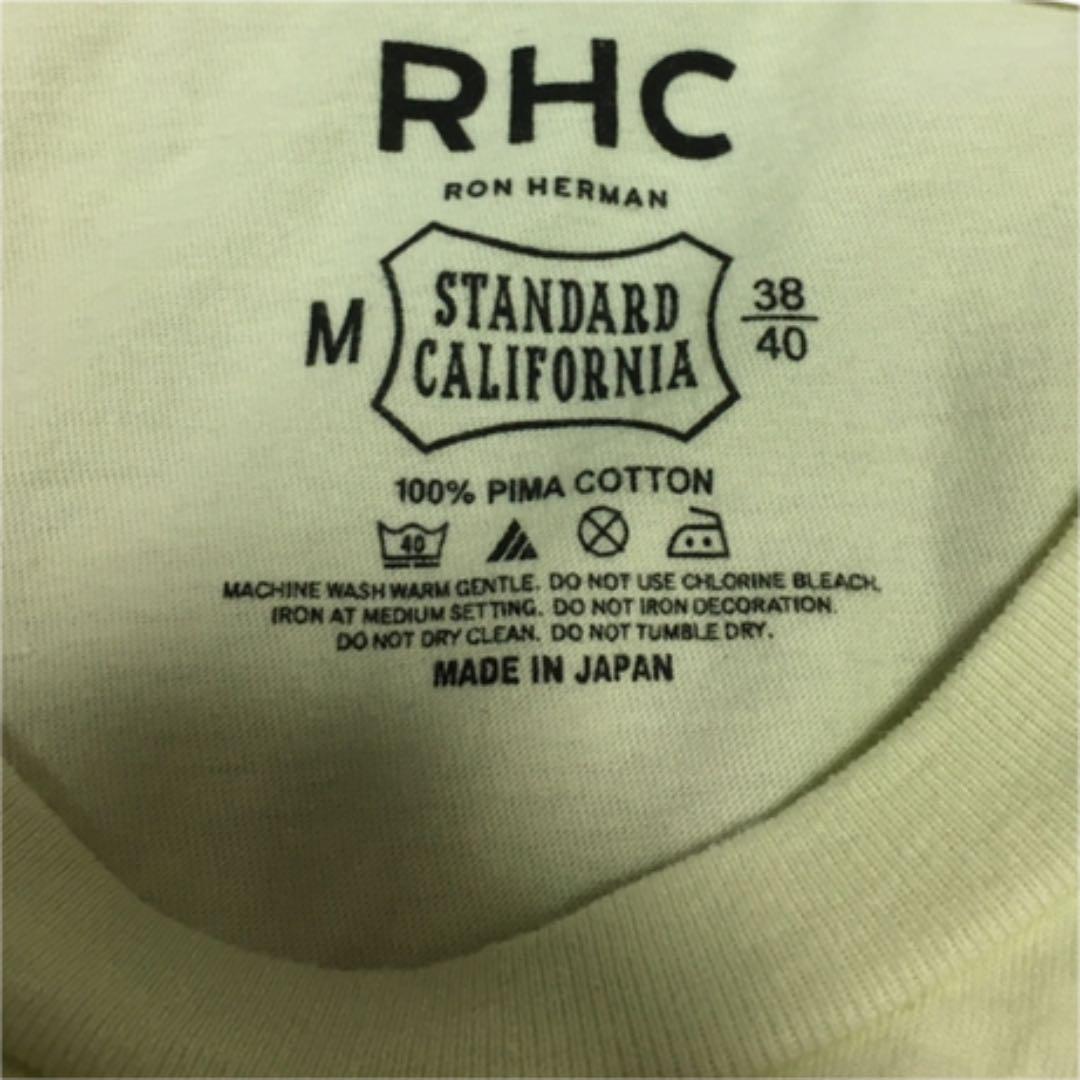 RHC
RON HERMAN
M
STANDARD
CALIFORNIA
38
40
100% PIMA COTTON
40
MACHINE WASH WARM GENTLE. DO NOT USE CHLORINE BLEACH.
IRON AT MEDIUM SETTING. DO NOT IRON DECORATION.
DO NOT DRY CLEAN. DO NOT TUMBLE DRY.
MADE IN JAPAN